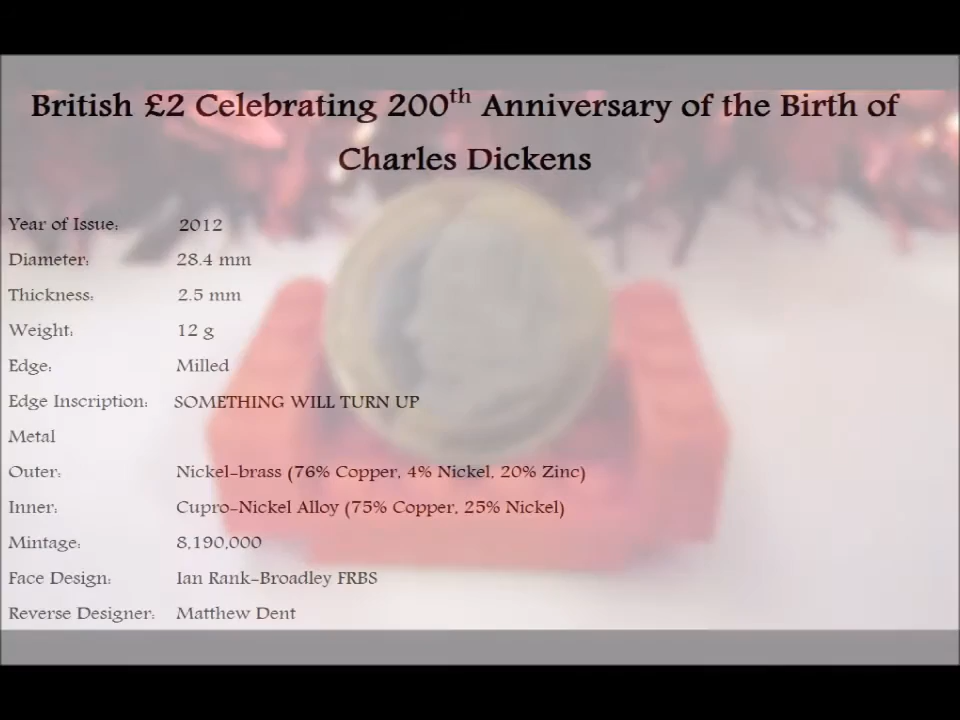 British £2 Celebrating 200th Anniversary of the Birth of
Charles Dickens
Year of Issue: 2012
Diameter: 28.4 mm
Thickness: 2.5 mm
Weight: 12 g
Edge: Milled
Edge Inscription: SOMETHING WILL TURN UP
Metal
Outer: Nickel-brass (76% Copper, 4% Nickel, 20% Zinc)
Inner: Cupro-Nickel Alloy (75% Copper, 25% Nickel)
Mintage: 8,190,000
Face Design: Ian Rank-Broadley FRBS
Reverse Designer: Matthew Dent